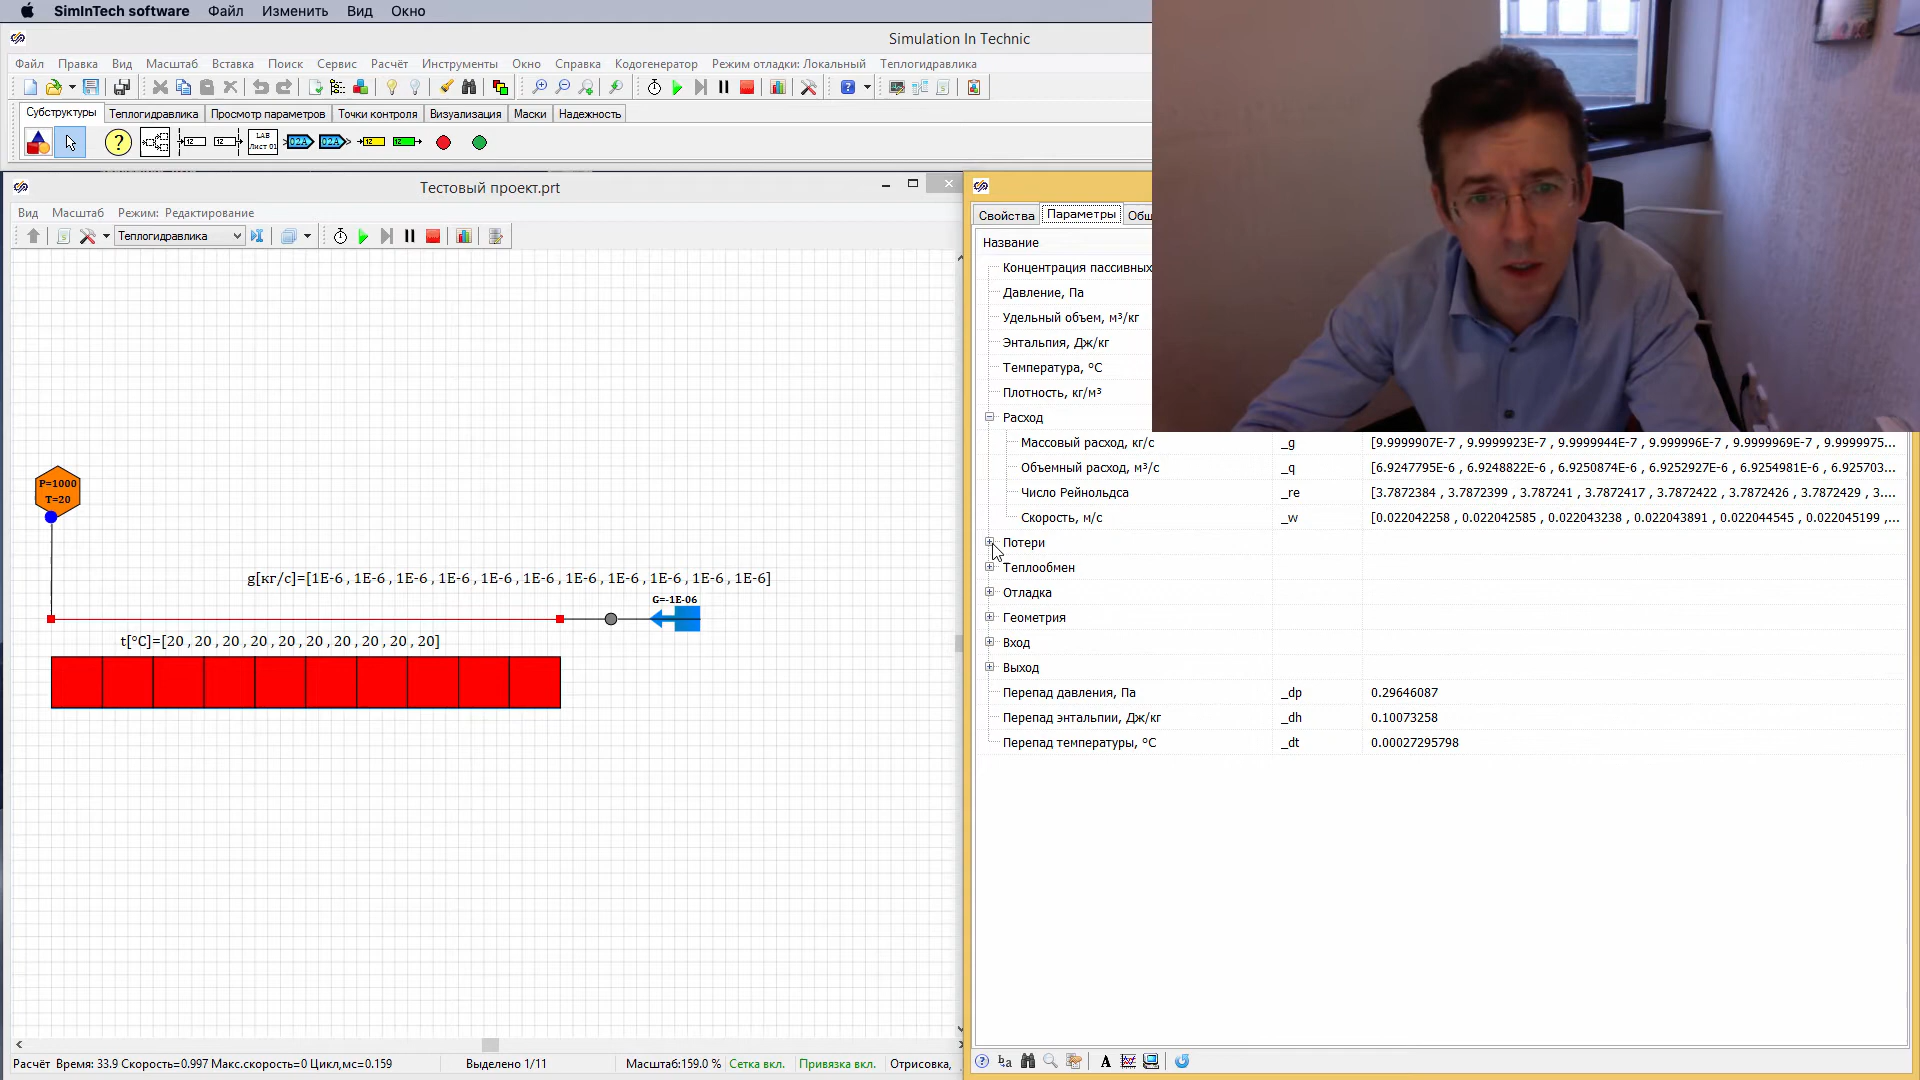 SimInTech software Файл Изменить Вид Окно
Simulation In Technic
Файл Правка Вид Масштаб Вставка Поиск Сервис Расчёт Инструменты Окно Справка Кодогенератор Режим отладки: Локальный Теплогидравлика
Субструктуры Теплогидравлика Просмотр параметров Точки контроля Визуализация Маски Надежность
LAB
Лист 01
Тестовый проект.prt
Вид Масштаб Режим: Редактирование
Теплогидравлика
P=1000
T=20
g[кг/с]=[1E-6 , 1E-6 , 1E-6 , 1E-6 , 1E-6 , 1E-6 , 1E-6 , 1E-6 , 1E-6 , 1E-6 , 1E-6]
G=-1E-06
t[°C]=[20 , 20 , 20 , 20 , 20 , 20 , 20 , 20 , 20 , 20]
Расчёт Время: 33.9 Скорость=0.997 Макс.скорость=0 Цикл,мс=0.159 Выделено 1/11 Масштаб:159.0 % Сетка вкл. Привязка вкл. Отрисовка,
Свойства Параметры Общ
Название
Концентрация пассивных
Давление, Па
Удельный объем, м³/кг
Энтальпия, Дж/кг
Температура, °C
Плотность, кг/м³
Расход
Массовый расход, кг/с _g [9.9999907E-7 , 9.9999923E-7 , 9.9999944E-7 , 9.999996E-7 , 9.9999969E-7 , 9.9999975...
Объемный расход, м³/с _q [6.9247795E-6 , 6.9248822E-6 , 6.9250874E-6 , 6.9252927E-6 , 6.9254981E-6 , 6.925703...
Число Рейнольдса _re [3.7872384 , 3.7872399 , 3.787241 , 3.7872417 , 3.7872422 , 3.7872426 , 3.7872429 , 3....
Скорость, м/с _w [0.022042258 , 0.022042585 , 0.022043238 , 0.022043891 , 0.022044545 , 0.022045199 ,...
Потери
Теплообмен
Отладка
Геометрия
Вход
Выход
Перепад давления, Па _dp 0.29646087
Перепад энтальпии, Дж/кг _dh 0.10073258
Перепад температуры, °C _dt 0.00027295798